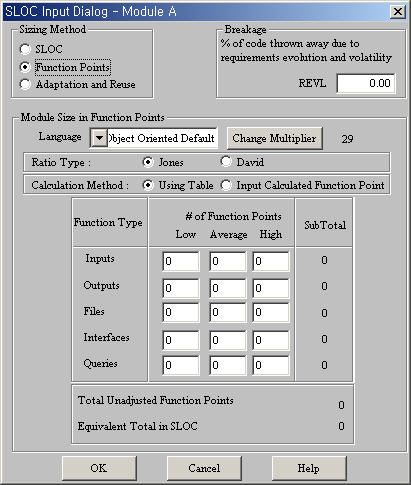 SLOC Input Dialog - Module A
Sizing Method
SLOC
Function Points
Adaptation and Reuse
Breakage
% of code thrown away due to
requirements evolution and volatility
REVL 0.00
Module Size in Function Points
Language Object Oriented Default Change Multiplier 29
Ratio Type : Jones David
Calculation Method : Using Table Input Calculated Function Point
Function Type
# of Function Points
Low Average High
SubTotal
Inputs 0 0 0 0
Outputs 0 0 0 0
Files 0 0 0 0
Interfaces 0 0 0 0
Queries 0 0 0 0
Total Unadjusted Function Points 0
Equivalent Total in SLOC 0
OK Cancel Help